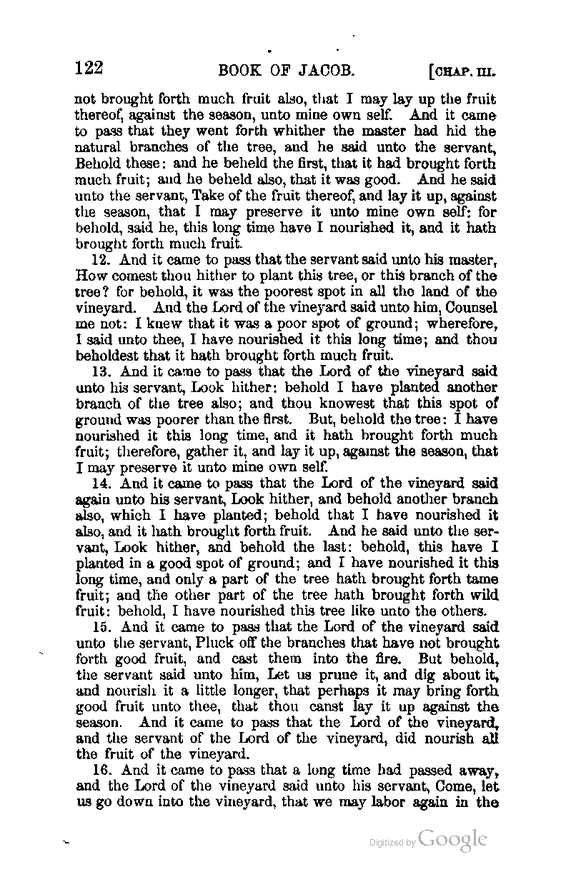 122 BOOK OF JACOB. [CHAP. III.
not brought forth much fruit also, that I may lay up the fruit
thereof, against the season, unto mine own self. And it came
to pass that they went forth whither the master had hid the
natural branches of the tree, and he said unto the servant,
Behold these: and he beheld the first, that it had brought forth
much fruit; and he beheld also, that it was good. And he said
unto the servant, Take of the fruit thereof, and lay it up, against
the season, that I may preserve it unto mine own self: for
behold, said he, this long time have I nourished it, and it hath
brought forth much fruit.
12. And it came to pass that the servant said unto his master,
How comest thou hither to plant this tree, or this branch of the
tree? for behold, it was the poorest spot in all the land of the
vineyard. And the Lord of the vineyard said unto him, Counsel
me not: I knew that it was a poor spot of ground; wherefore,
I said unto thee, I have nourished it this long time; and thou
beholdest that it hath brought forth much fruit.
13. And it came to pass that the Lord of the vineyard said
unto his servant, Look hither: behold I have planted another
branch of the tree also; and thou knowest that this spot of
ground was poorer than the first. But, behold the tree: I have
nourished it this long time, and it hath brought forth much
fruit; therefore, gather it, and lay it up, against the season, that
I may preserve it unto mine own self.
14. And it came to pass that the Lord of the vineyard said
again unto his servant, Look hither, and behold another branch
also, which I have planted; behold that I have nourished it
also, and it hath brought forth fruit. And he said unto the ser-
vant, Look hither, and behold the last: behold, this have I
planted in a good spot of ground; and I have nourished it this
long time, and only a part of the tree hath brought forth tame
fruit; and the other part of the tree hath brought forth wild
fruit: behold, I have nourished this tree like unto the others.
15. And it came to pass that the Lord of the vineyard said
unto the servant, Pluck off the branches that have not brought
forth good fruit, and cast them into the fire. But behold,
the servant said unto him, Let us prune it, and dig about it,
and nourish it a little longer, that perhaps it may bring forth
good fruit unto thee, that thou canst lay it up against the
season. And it came to pass that the Lord of the vineyard,
and the servant of the Lord of the vineyard, did nourish all
the fruit of the vineyard.
16. And it came to pass that a long time had passed away,
and the Lord of the vineyard said unto his servant, Come, let
us go down into the vineyard, that we may labor again in the
Digitized by Google